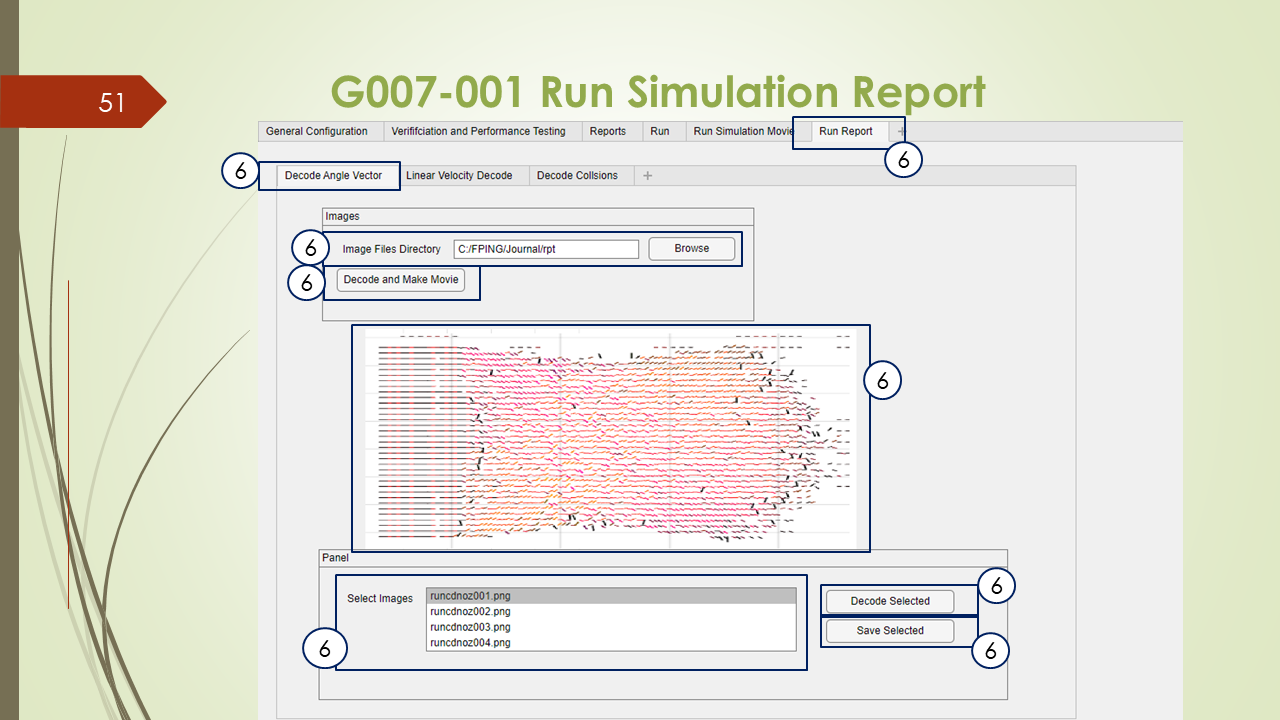 G007-001 Run Simulation Report
51
General Configuration Verififciation and Performance Testing Reports Run Run Simulation Movie Run Report +
6
6
Decode Angle Vector Linear Velocity Decode Decode Collsions +
Images
6 Image Files Directory C:/FPING/Journal/rpt Browse
6 Decode and Make Movie
6
Panel
Select Images
runcdnoz001.png
runcdnoz002.png
runcdnoz003.png
runcdnoz004.png
6
Decode Selected 6
Save Selected 6